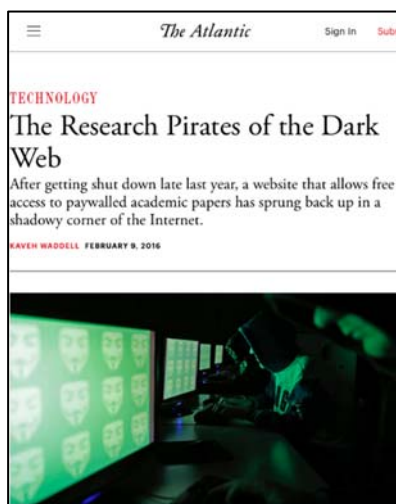 The Atlantic
Sign In
TECHNOLOGY
The Research Pirates of the Dark
Web
After getting shut down late last year, a website that allows free
access to paywalled academic papers has sprung back up in a
shadowy corner of the Internet.
KAVEH WADDELL FEBRUARY 9, 2016